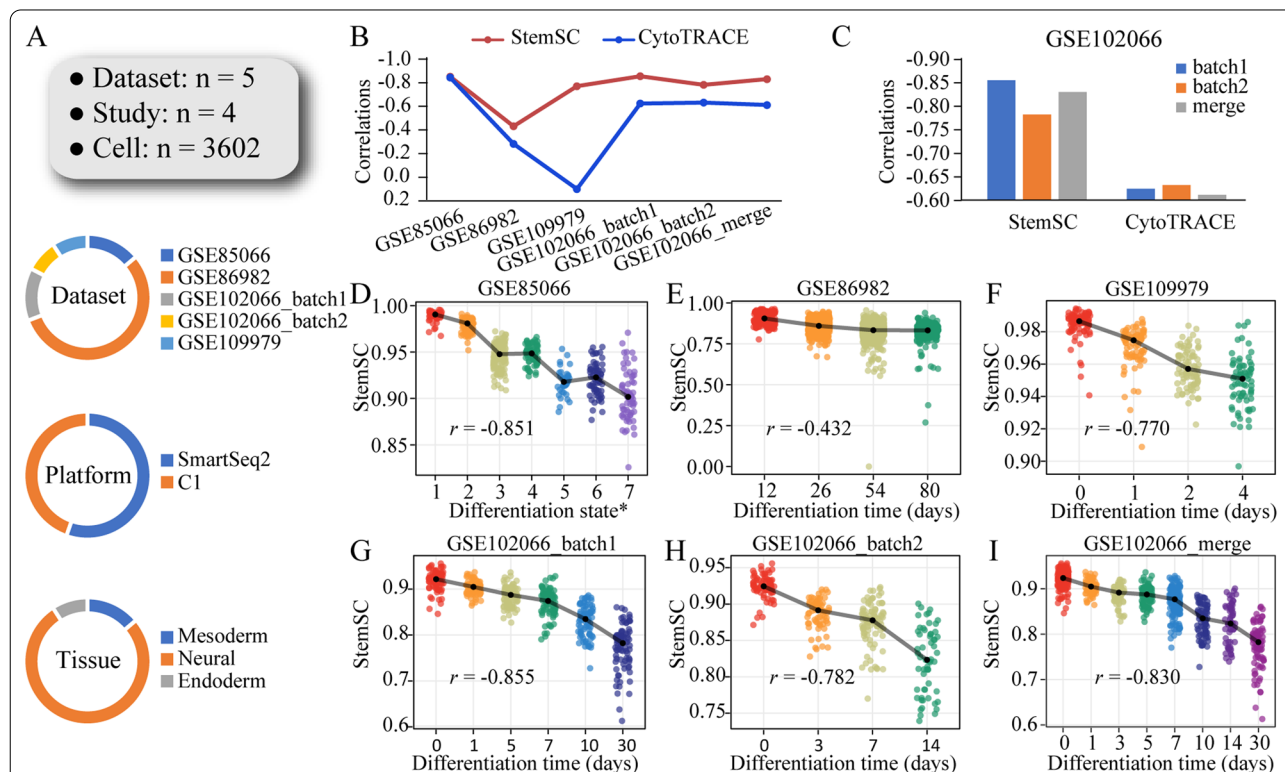 A
● Dataset: n = 5
● Study: n = 4
● Cell: n = 3602
Dataset
GSE85066
GSE86982
GSE102066_batch1
GSE102066_batch2
GSE109979
Platform
SmartSeq2
C1
Tissue
Mesoderm
Neural
Endoderm
B
StemSC
CytoTRACE
Correlations
-1.0
-0.8
-0.6
-0.4
-0.2
0.0
0.2
GSE85066
GSE86982
GSE109979
GSE102066_batch1
GSE102066_batch2
GSE102066_merge
C
GSE102066
batch1
batch2
merge
Correlations
-0.85
-0.80
-0.75
-0.70
-0.65
-0.60
StemSC CytoTRACE
D
GSE85066
StemSC
1.00
0.95
0.90
0.85
r = -0.851
1 2 3 4 5 6 7
Differentiation state*
E
GSE86982
StemSC
1.00
0.75
0.50
0.25
0.00
r = -0.432
12 26 54 80
Differentiation time (days)
F
GSE109979
StemSC
0.98
0.96
0.94
0.92
0.90
r = -0.770
0 1 2 4
Differentiation time (days)
G
GSE102066_batch1
StemSC
0.9
0.8
0.7
0.6
r = -0.855
0 1 5 7 10 30
Differentiation time (days)
H
GSE102066_batch2
StemSC
0.95
0.90
0.85
0.80
0.75
r = -0.782
0 3 7 14
Differentiation time (days)
I
GSE102066_merge
StemSC
0.9
0.8
0.7
0.6
r = -0.830
0 1 3 5 7 10 14 30
Differentiation time (days)